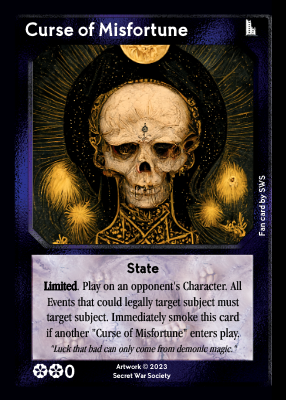 Curse of Misfortune
Fan card by SWS
State
Limited. Play on an opponent's Character. All
Events that could legally target subject must
target subject. Immediately smoke this card
if another "Curse of Misfortune" enters play.
"Luck that bad can only come from demonic magic."
0
Artwork © 2023
Secret War Society